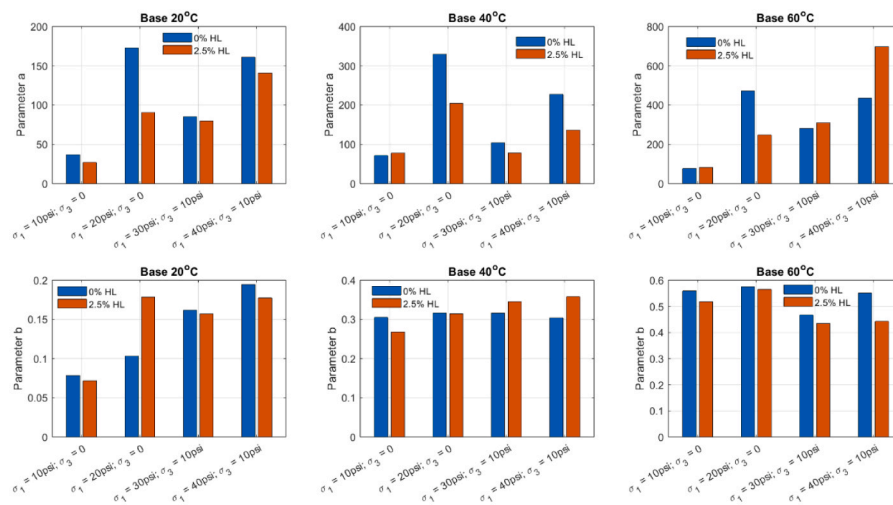 Base 20°C
Parameter a
200
150
100
50
0
0% HL
2.5% HL
σ₁ = 10psi; σ₃ = 0
σ₁ = 20psi; σ₃ = 0
σ₁ = 30psi; σ₃ = 10psi
σ₁ = 40psi; σ₃ = 10psi
Base 40°C
Parameter a
400
300
200
100
0
0% HL
2.5% HL
σ₁ = 10psi; σ₃ = 0
σ₁ = 20psi; σ₃ = 0
σ₁ = 30psi; σ₃ = 10psi
σ₁ = 40psi; σ₃ = 10psi
Base 60°C
Parameter a
800
600
400
200
0
0% HL
2.5% HL
σ₁ = 10psi; σ₃ = 0
σ₁ = 20psi; σ₃ = 0
σ₁ = 30psi; σ₃ = 10psi
σ₁ = 40psi; σ₃ = 10psi
Base 20°C
Parameter b
0.2
0.15
0.1
0.05
0
0% HL
2.5% HL
σ₁ = 10psi; σ₃ = 0
σ₁ = 20psi; σ₃ = 0
σ₁ = 30psi; σ₃ = 10psi
σ₁ = 40psi; σ₃ = 10psi
Base 40°C
Parameter b
0.4
0.3
0.2
0.1
0
0% HL
2.5% HL
σ₁ = 10psi; σ₃ = 0
σ₁ = 20psi; σ₃ = 0
σ₁ = 30psi; σ₃ = 10psi
σ₁ = 40psi; σ₃ = 10psi
Base 60°C
Parameter b
0.6
0.5
0.4
0.3
0.2
0.1
0
0% HL
2.5% HL
σ₁ = 10psi; σ₃ = 0
σ₁ = 20psi; σ₃ = 0
σ₁ = 30psi; σ₃ = 10psi
σ₁ = 40psi; σ₃ = 10psi